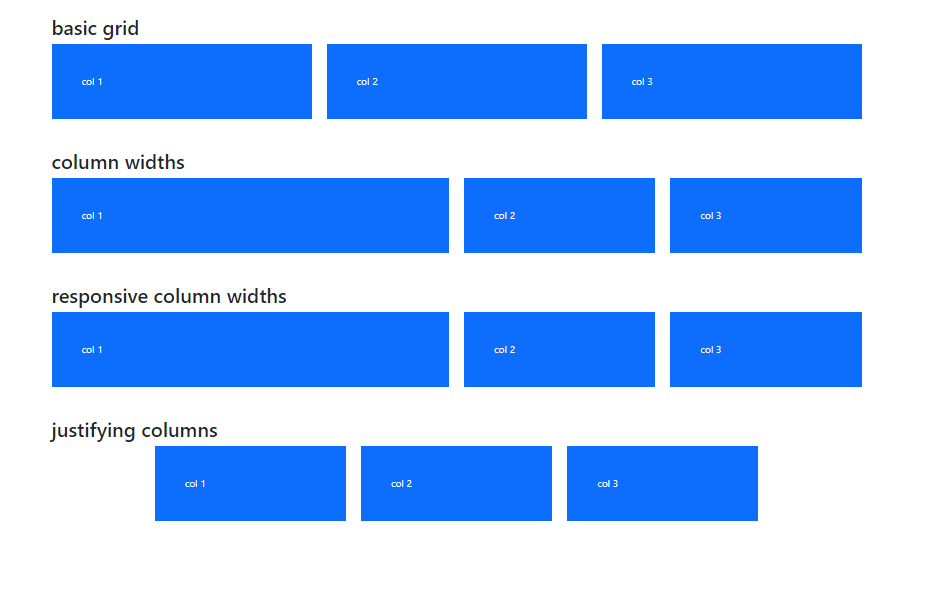 basic grid
col 1 col 2 col 3
column widths
col 1 col 2 col 3
responsive column widths
col 1 col 2 col 3
justifying columns
col 1 col 2 col 3